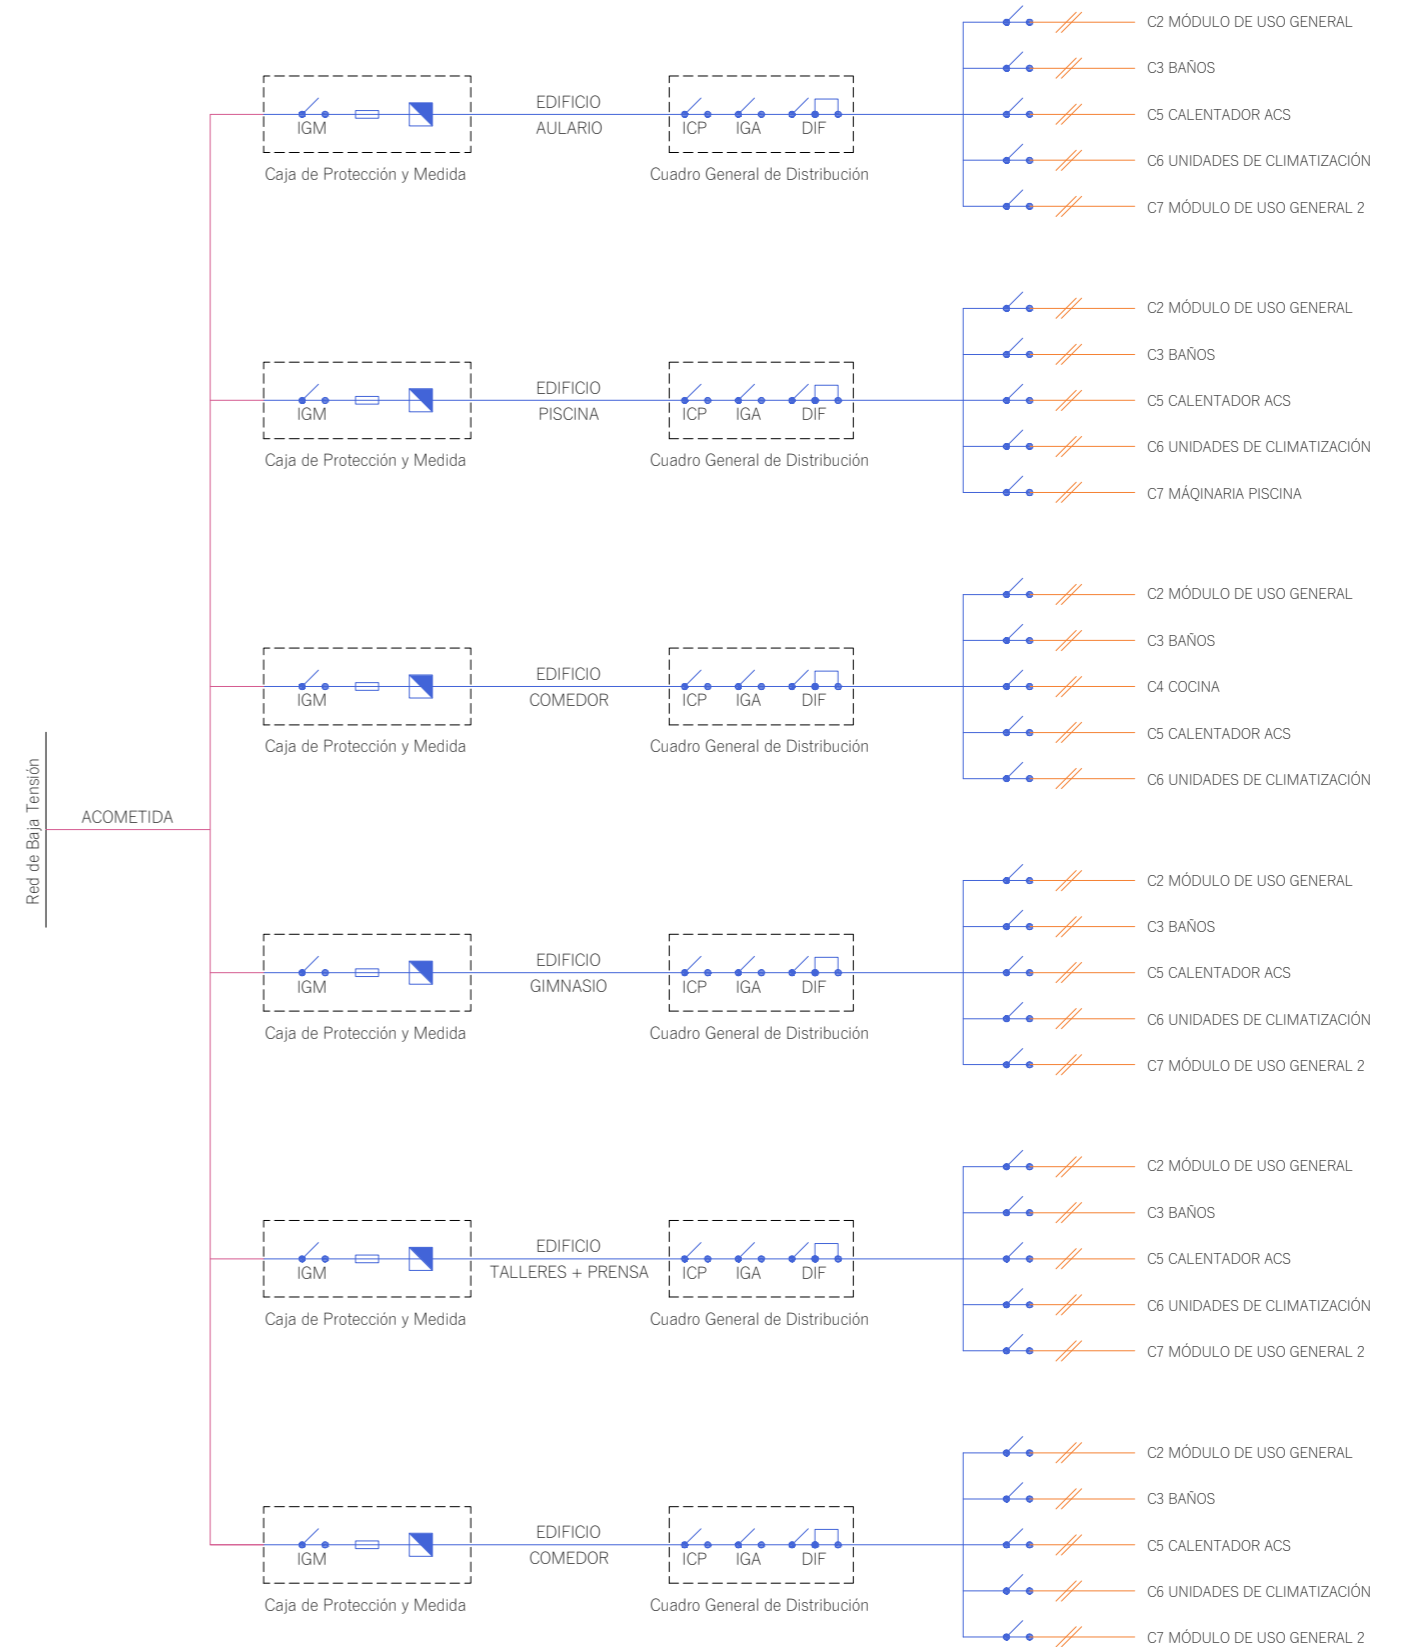 Red de Baja Tensión
ACOMETIDA
IGM
Caja de Protección y Medida
EDIFICIO
AULARIO
ICP IGA DIF
Cuadro General de Distribución
C2 MÓDULO DE USO GENERAL
C3 BAÑOS
C5 CALENTADOR ACS
C6 UNIDADES DE CLIMATIZACIÓN
C7 MÓDULO DE USO GENERAL 2
IGM
Caja de Protección y Medida
EDIFICIO
PISCINA
ICP IGA DIF
Cuadro General de Distribución
C2 MÓDULO DE USO GENERAL
C3 BAÑOS
C5 CALENTADOR ACS
C6 UNIDADES DE CLIMATIZACIÓN
C7 MÁQINARIA PISCINA
IGM
Caja de Protección y Medida
EDIFICIO
COMEDOR
ICP IGA DIF
Cuadro General de Distribución
C2 MÓDULO DE USO GENERAL
C3 BAÑOS
C4 COCINA
C5 CALENTADOR ACS
C6 UNIDADES DE CLIMATIZACIÓN
IGM
Caja de Protección y Medida
EDIFICIO
GIMNASIO
ICP IGA DIF
Cuadro General de Distribución
C2 MÓDULO DE USO GENERAL
C3 BAÑOS
C5 CALENTADOR ACS
C6 UNIDADES DE CLIMATIZACIÓN
C7 MÓDULO DE USO GENERAL 2
IGM
Caja de Protección y Medida
EDIFICIO
TALLERES + PRENSA
ICP IGA DIF
Cuadro General de Distribución
C2 MÓDULO DE USO GENERAL
C3 BAÑOS
C5 CALENTADOR ACS
C6 UNIDADES DE CLIMATIZACIÓN
C7 MÓDULO DE USO GENERAL 2
IGM
Caja de Protección y Medida
EDIFICIO
COMEDOR
ICP IGA DIF
Cuadro General de Distribución
C2 MÓDULO DE USO GENERAL
C3 BAÑOS
C5 CALENTADOR ACS
C6 UNIDADES DE CLIMATIZACIÓN
C7 MÓDULO DE USO GENERAL 2